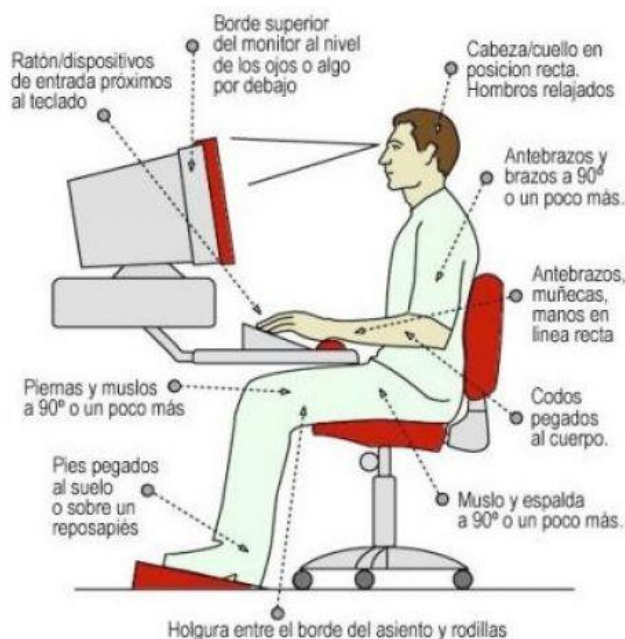 Ratón/dispositivos
de entrada próximos
al teclado
Borde superior
del monitor al nivel
de los ojos o algo
por debajo
Cabeza/cuello en
posicion recta.
Hombros relajados
Antebrazos y
brazos a 90º
o un poco más.
Antebrazos,
muñecas,
manos en
linea recta
Codos
pegados
al cuerpo.
Muslo y espalda
a 90º o un poco más.
Piernas y muslos
a 90º o un poco más
Pies pegados
al suelo
o sobre un
reposapiés
Holgura entre el borde del asiento y rodillas